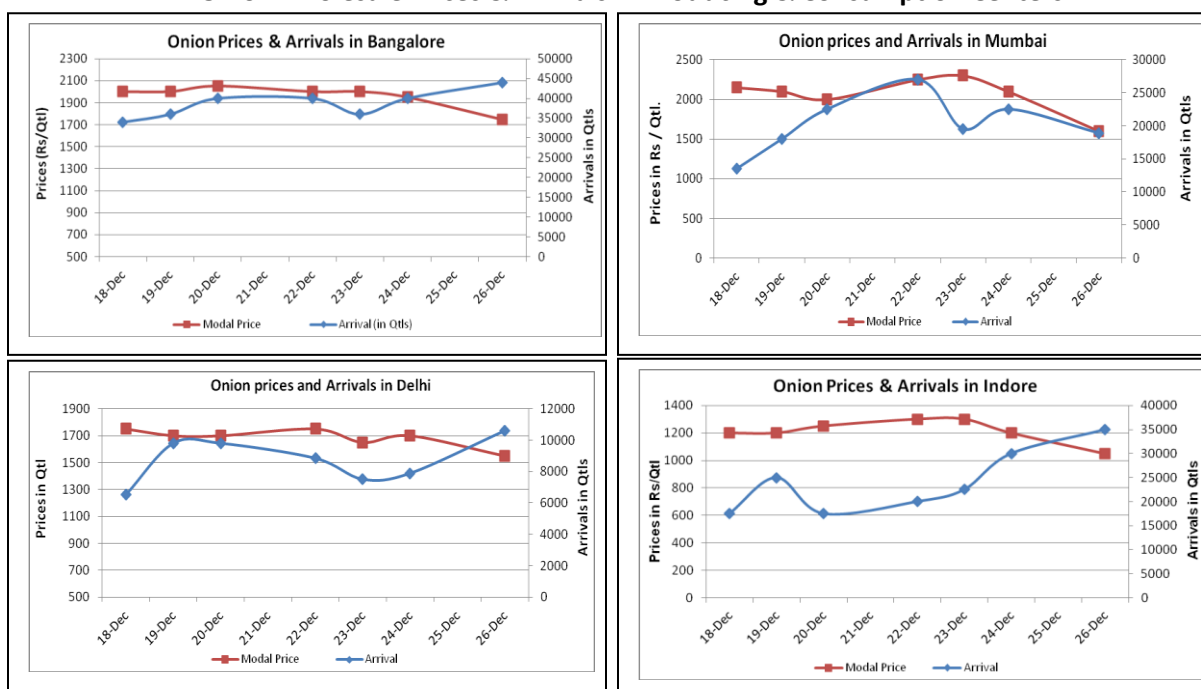 Onion Prices & Arrivals in Bangalore
Prices (Rs/Qtl)
2300
2100
1900
1700
1500
1300
1100
900
700
500
50000
45000
40000
35000
30000
25000
20000
15000
10000
5000
0
Arrivals in Qtls
18-Dec
19-Dec
20-Dec
21-Dec
22-Dec
23-Dec
24-Dec
25-Dec
26-Dec
Modal Price
Arrival (in Qtls)
Onion prices and Arrivals in Mumbai
Prices in Rs / Qtl.
2500
2000
1500
1000
500
0
30000
25000
20000
15000
10000
5000
0
Arrivals in Qtls
18-Dec
19-Dec
20-Dec
21-Dec
22-Dec
23-Dec
24-Dec
25-Dec
26-Dec
Modal Price
Arrival
Onion prices and Arrivals in Delhi
Prices in Qtl
1900
1700
1500
1300
1100
900
700
500
12000
10000
8000
6000
4000
2000
0
Arrivals in Qtls
18-Dec
19-Dec
20-Dec
21-Dec
22-Dec
23-Dec
24-Dec
25-Dec
26-Dec
Modal Price
Arrival
Onion Prices & Arrivals in Indore
Prices in Rs/Qtl
1400
1200
1000
800
600
400
200
0
40000
35000
30000
25000
20000
15000
10000
5000
0
Arrivals in Qtls
18-Dec
19-Dec
20-Dec
21-Dec
22-Dec
23-Dec
24-Dec
25-Dec
26-Dec
Modal Price
Arrival